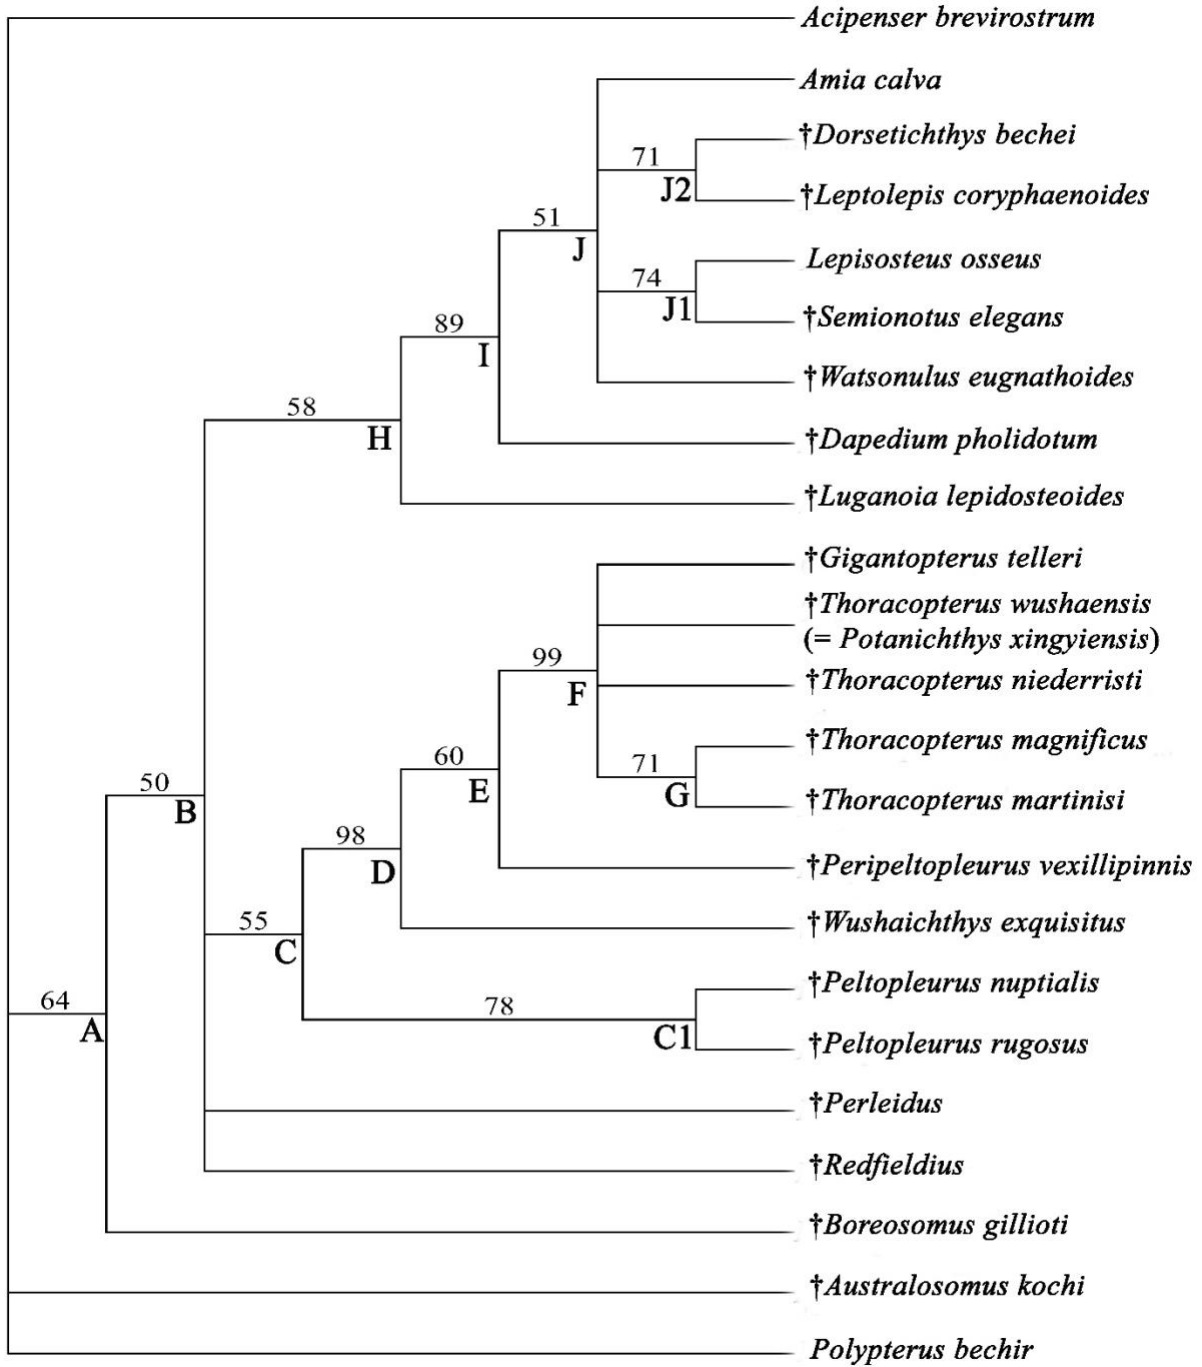 Acipenser brevirostrum
Amia calva
†Dorsetichthys bechei
71
J2
†Leptolepis coryphaenoides
51
J
Lepisosteus osseus
74
J1
†Semionotus elegans
89
I
†Watsonulus eugnathoides
58
H
†Dapedium pholidotum
†Luganoia lepidosteoides
†Gigantopterus telleri
†Thoracopterus wushaensis
(= Potanichthys xingyiensis)
99
F
†Thoracopterus niederristi
†Thoracopterus magnificus
60
E
71
G
†Thoracopterus martinisi
50
B
98
D
†Peripeltopleurus vexillipinnis
55
C
†Wushaichthys exquisitus
†Peltopleurus nuptialis
64
A
78
C1
†Peltopleurus rugosus
†Perleidus
†Redfieldius
†Boreosomus gillioti
†Australosomus kochi
Polypterus bechir